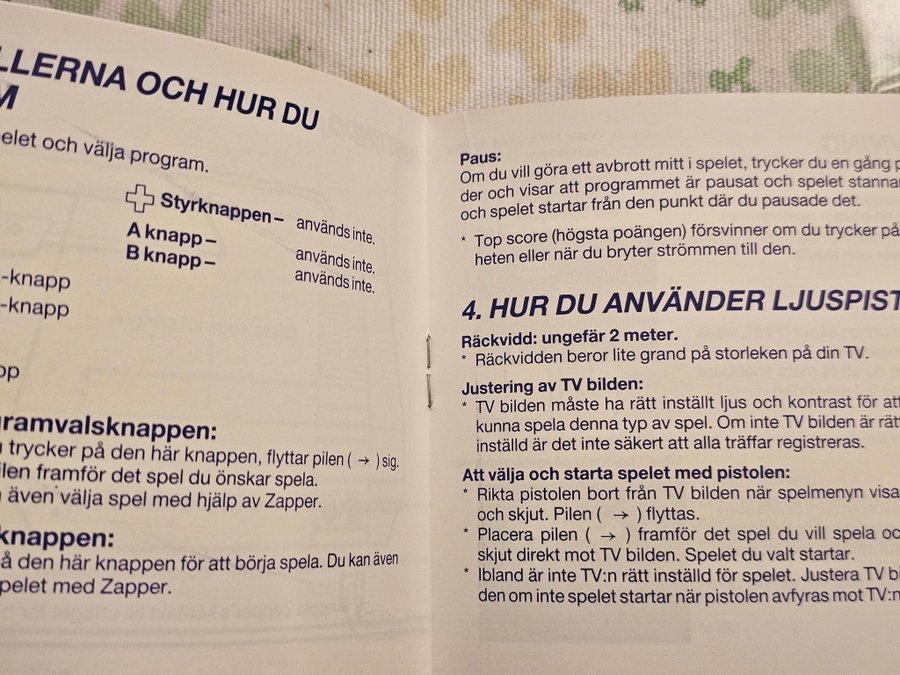 LLERNA OCH HUR DU
M
elet och välja program.
Styrknappen – används inte.
A knapp – används inte.
B knapp – används inte.
-knapp
-knapp
pp
ramvalsknappen:
u trycker på den här knappen, flyttar pilen ( → ) sig.
ilen framför det spel du önskar spela.
n även välja spel med hjälp av Zapper.
knappen:
å den här knappen för att börja spela. Du kan även
pelet med Zapper.
Paus:
Om du vill göra ett avbrott mitt i spelet, trycker du en gång p
der och visar att programmet är pausat och spelet stannar
och spelet startar från den punkt där du pausade det.
* Top score (högsta poängen) försvinner om du trycker på
heten eller när du bryter strömmen till den.
4. HUR DU ANVÄNDER LJUSPIST
Räckvidd: ungefär 2 meter.
* Räckvidden beror lite grand på storleken på din TV.
Justering av TV bilden:
* TV bilden måste ha rätt inställt ljus och kontrast för att
kunna spela denna typ av spel. Om inte TV bilden är rätt
inställd är det inte säkert att alla träffar registreras.
Att välja och starta spelet med pistolen:
* Rikta pistolen bort från TV bilden när spelmenyn visa
och skjut. Pilen ( → ) flyttas.
* Placera pilen ( → ) framför det spel du vill spela oc
skjut direkt mot TV bilden. Spelet du valt startar.
* Ibland är inte TV:n rätt inställd för spelet. Justera TV b
den om inte spelet startar när pistolen avfyras mot TV:n